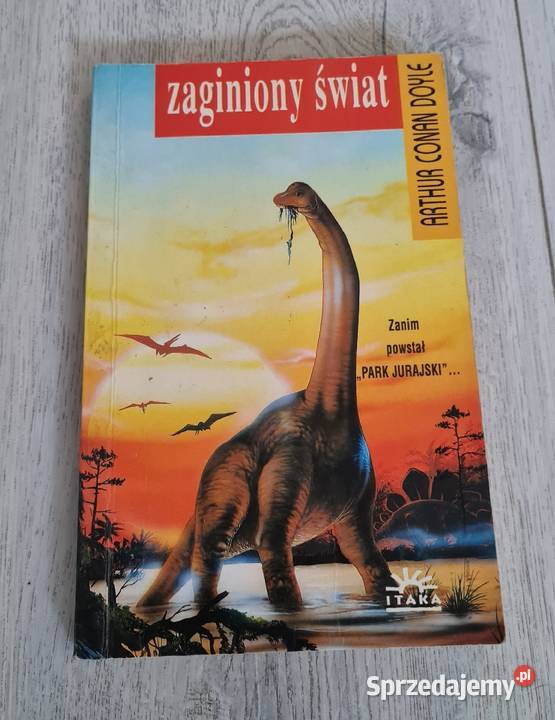 zaginiony świat
ARTHUR CONAN DOYLE
Zanim
powstał
„PARK JURAJSKI"...
ITAKA
Sprzedajemy.pl